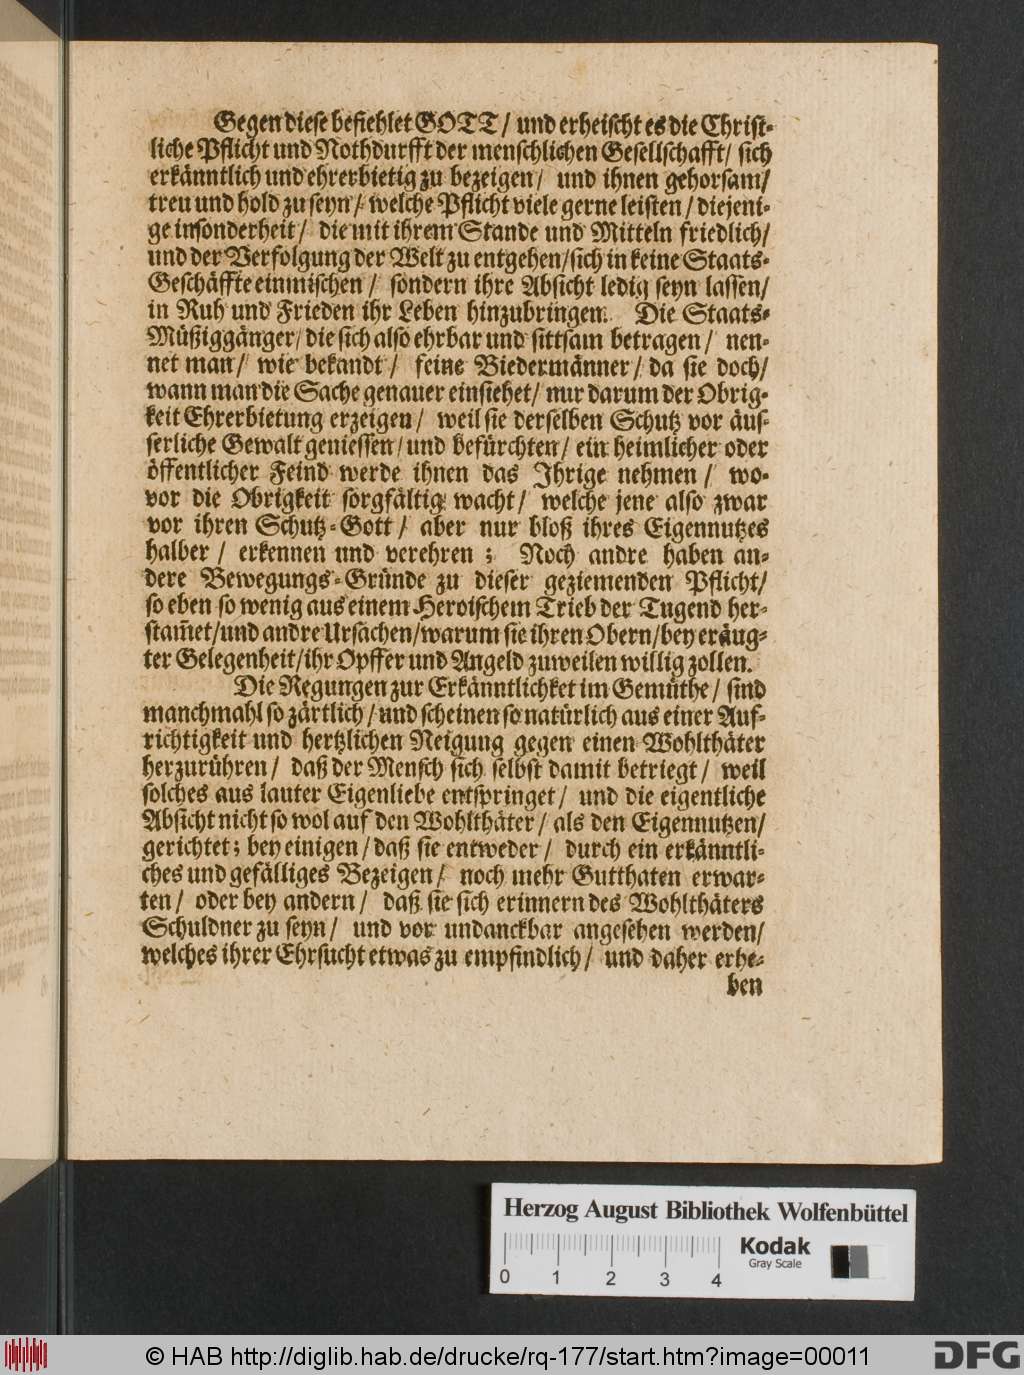 Gegen diese befiehlet GOTT / und erheischt es die Christ-
liche Pflicht und Nothdurfft der menschlichen Gesellschafft / sich
erkänntlich und ehrerbietig zu bezeigen / und ihnen gehorsam /
treu und hold zu seyn / welche Pflicht viele gerne leisten / diejeni-
ge insonderheit / die mit ihrem Stande und Mitteln friedlich /
und der Verfolgung der Welt zu entgehen / sich in keine Staats-
Geschäffte einmischen / sondern ihre Absicht ledig seyn lassen /
in Ruh und Frieden ihr Leben hinzubringen. Die Staats-
Müßiggänger / die sich also ehrbar und sittsam betragen / nen-
net man / wie bekandt / feine Biedermänner / da sie doch /
wann man die Sache genauer einsiehet / nur darum der Obrig-
keit Ehrerbietung erzeigen / weil sie derselben Schutz vor äus-
serliche Gewalt geniessen / und befürchten / ein heimlicher oder
öffentlicher Feind werde ihnen das Ihrige nehmen / wo-
vor die Obrigkeit sorgfältig wacht / welche jene also zwar
vor ihren Schutz-Gott / aber nur bloß ihres Eigennutzes
halber / erkennen und verehren ; Noch andre haben an-
dere Bewegungs-Gründe zu dieser geziemenden Pflicht /
so eben so wenig aus einem Heroischem Trieb der Tugend her-
stam̄et / und andre Ursachen / warum sie ihren Obern / bey eräug-
ter Gelegenheit / ihr Opffer und Angeld zuweilen willig zollen.
Die Regungen zur Erkänntlichket im Gemüthe / sind
manchmahl so zärtlich / und scheinen so natürlich aus einer Auf-
richtigkeit und hertzlichen Neigung gegen einen Wohlthäter
herzurühren / daß der Mensch sich selbst damit betriegt / weil
solches aus lauter Eigenliebe entspringet / und die eigentliche
Absicht nicht so wol auf den Wohlthäter / als den Eigennutzen /
gerichtet ; bey einigen / daß sie entweder / durch ein erkänntli-
ches und gefälliges Bezeigen / noch mehr Gutthaten erwar-
ten / oder bey andern / daß sie sich erinnern des Wohlthäters
Schuldner zu seyn / und vor undanckbar angesehen werden /
welches ihrer Ehrsucht etwas zu empfindlich / und daher erhe-
ben
Herzog August Bibliothek Wolfenbüttel
Kodak
Gray Scale
0 1 2 3 4
© HAB http://diglib.hab.de/drucke/rq-177/start.htm?image=00011
DFG